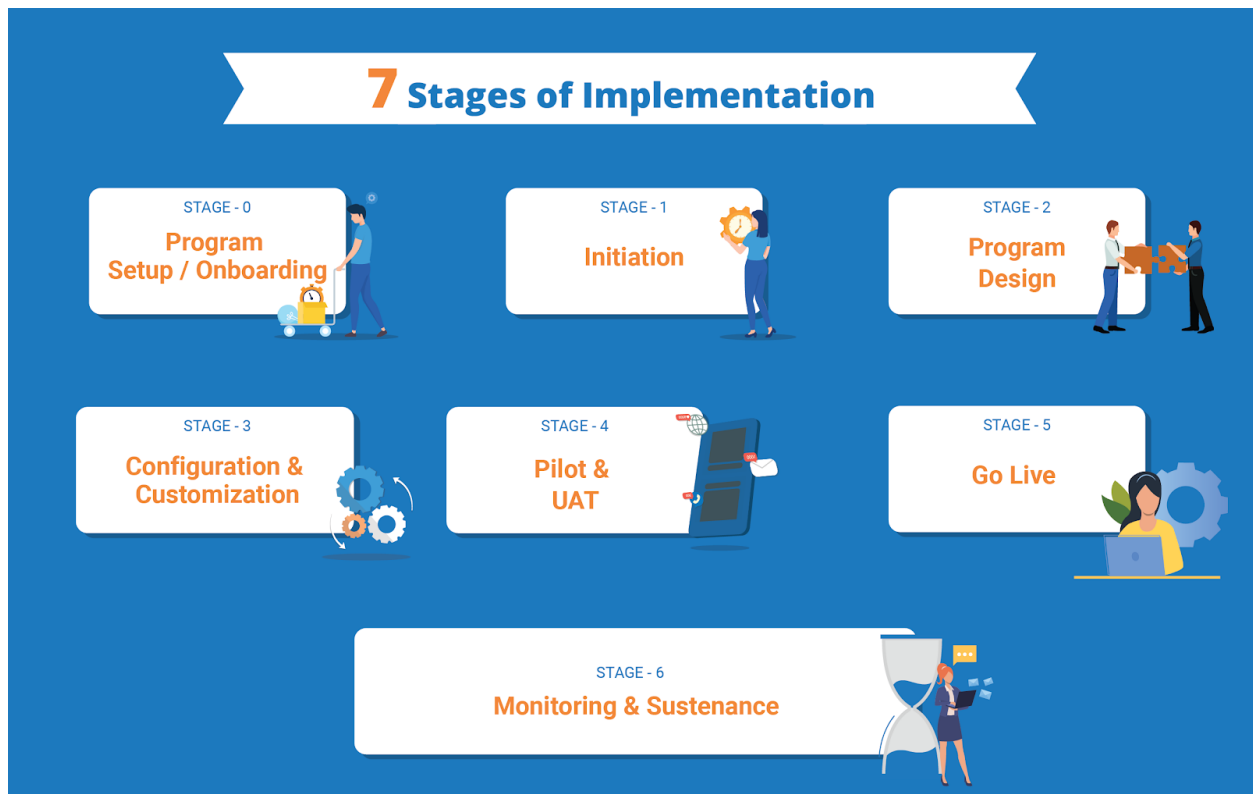 7 Stages of Implementation
STAGE - 0
Program
Setup / Onboarding
STAGE - 1
Initiation
STAGE - 2
Program
Design
STAGE - 3
Configuration &
Customization
STAGE - 4
Pilot &
UAT
STAGE - 5
Go Live
STAGE - 6
Monitoring & Sustenance